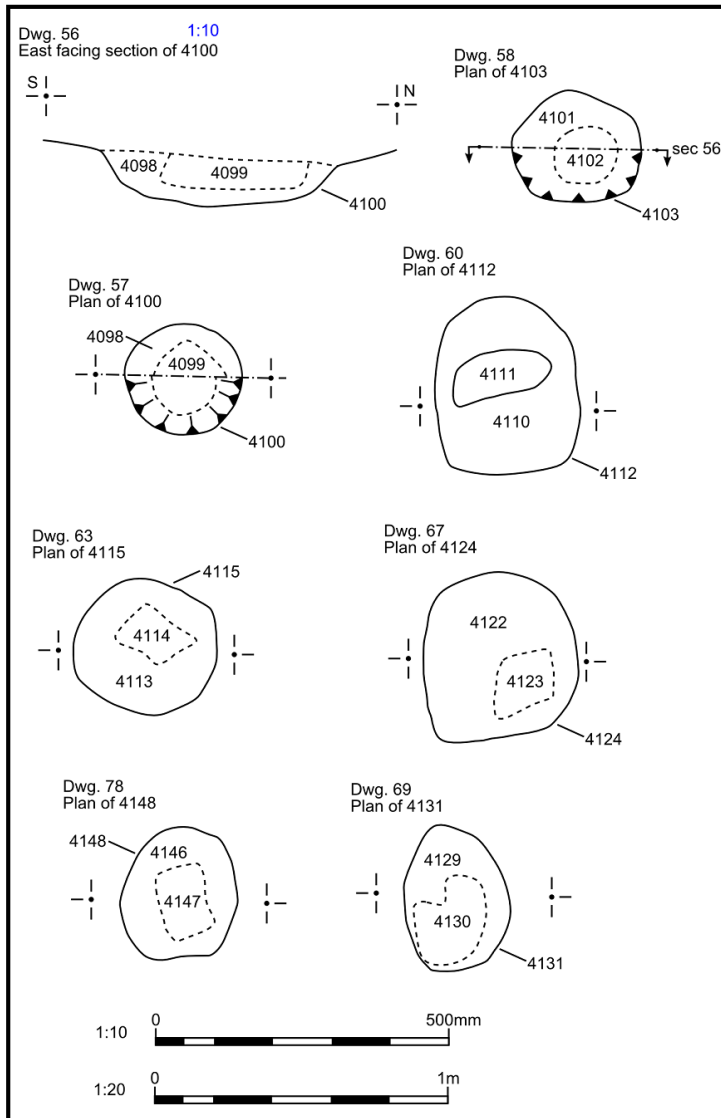 Dwg. 56 1:10
East facing section of 4100
S
N
4098
4099
4100
Dwg. 58
Plan of 4103
4101
4102
sec 56
4103
Dwg. 57
Plan of 4100
4098
4099
4100
Dwg. 60
Plan of 4112
4111
4110
4112
Dwg. 63
Plan of 4115
4115
4114
4113
Dwg. 67
Plan of 4124
4122
4123
4124
Dwg. 78
Plan of 4148
4148
4146
4147
Dwg. 69
Plan of 4131
4129
4130
4131
1:10 0 500mm
1:20 0 1m